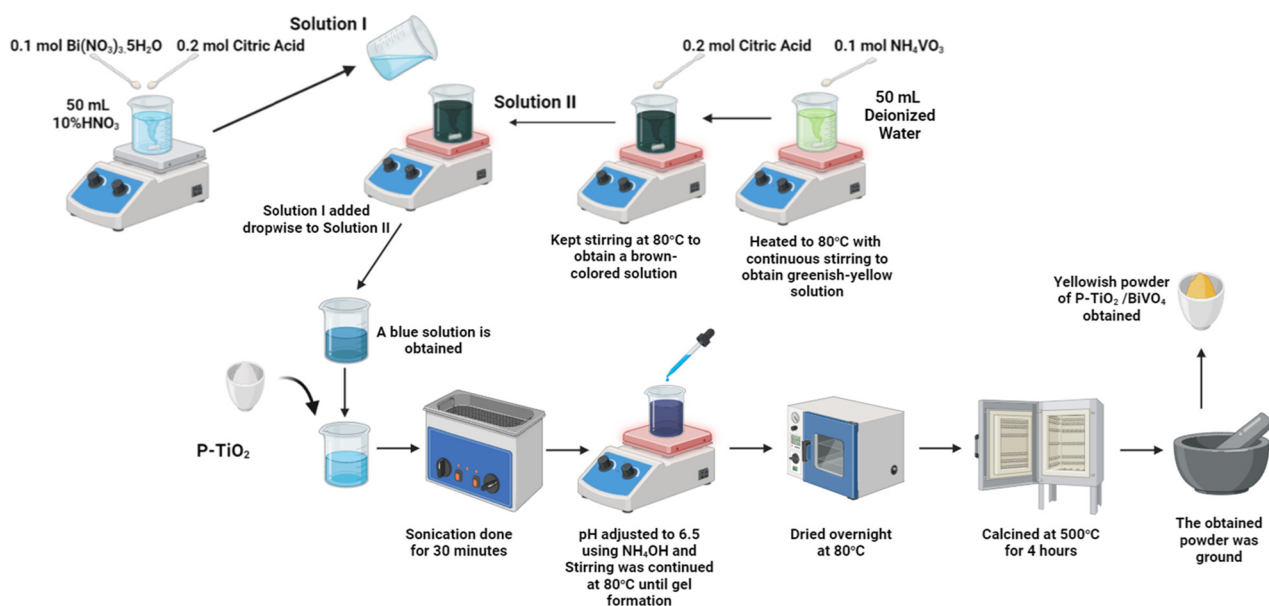 Solution I
0.1 mol Bi(NO₃)₃.5H₂O
0.2 mol Citric Acid
50 mL
10%HNO₃
0.2 mol Citric Acid
0.1 mol NH₄VO₃
Solution II
50 mL
Deionized
Water
Solution I added
dropwise to Solution II
Kept stirring at 80°C to
obtain a brown-
colored solution
Heated to 80°C with
continuous stirring to
obtain greenish-yellow
solution
A blue solution is
obtained
P-TiO₂
Sonication done
for 30 minutes
pH adjusted to 6.5
using NH₄OH and
Stirring was continued
at 80°C until gel
formation
Dried overnight
at 80°C
Calcined at 500°C
for 4 hours
The obtained
powder was
ground
Yellowish powder
of P-TiO₂ /BiVO₄
obtained